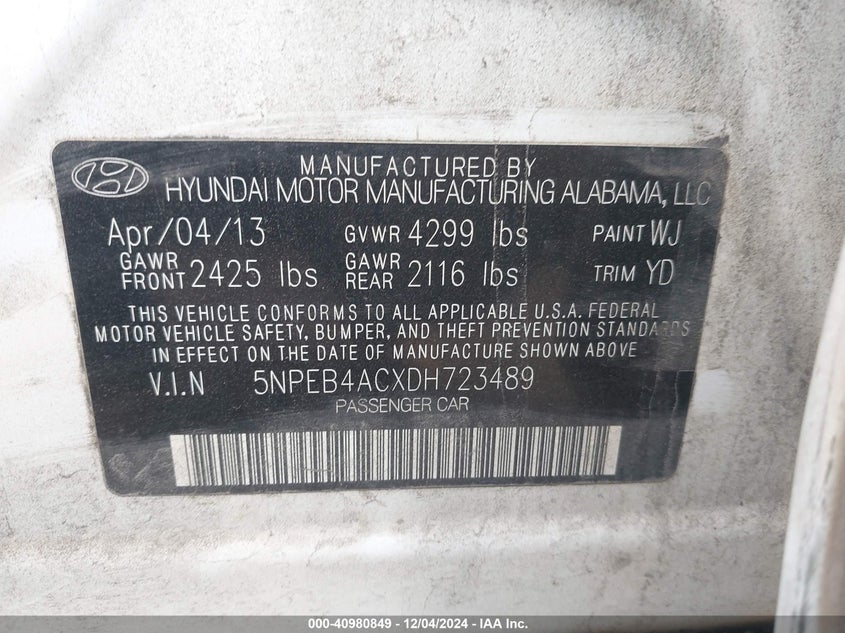 MANUFACTURED BY
HYUNDAI MOTOR MANUFACTURING ALABAMA, LLC
Apr/04/13 GVWR 4299 lbs PAINT WJ
GAWR FRONT 2425 lbs GAWR REAR 2116 lbs TRIM YD
THIS VEHICLE CONFORMS TO ALL APPLICABLE U.S.A. FEDERAL
MOTOR VEHICLE SAFETY, BUMPER, AND THEFT PREVENTION STANDARDS
IN EFFECT ON THE DATE OF MANUFACTURE SHOWN ABOVE.
V.I.N 5NPEB4ACXDH723489
PASSENGER CAR
000-40980849 - 12/04/2024 - IAA Inc.